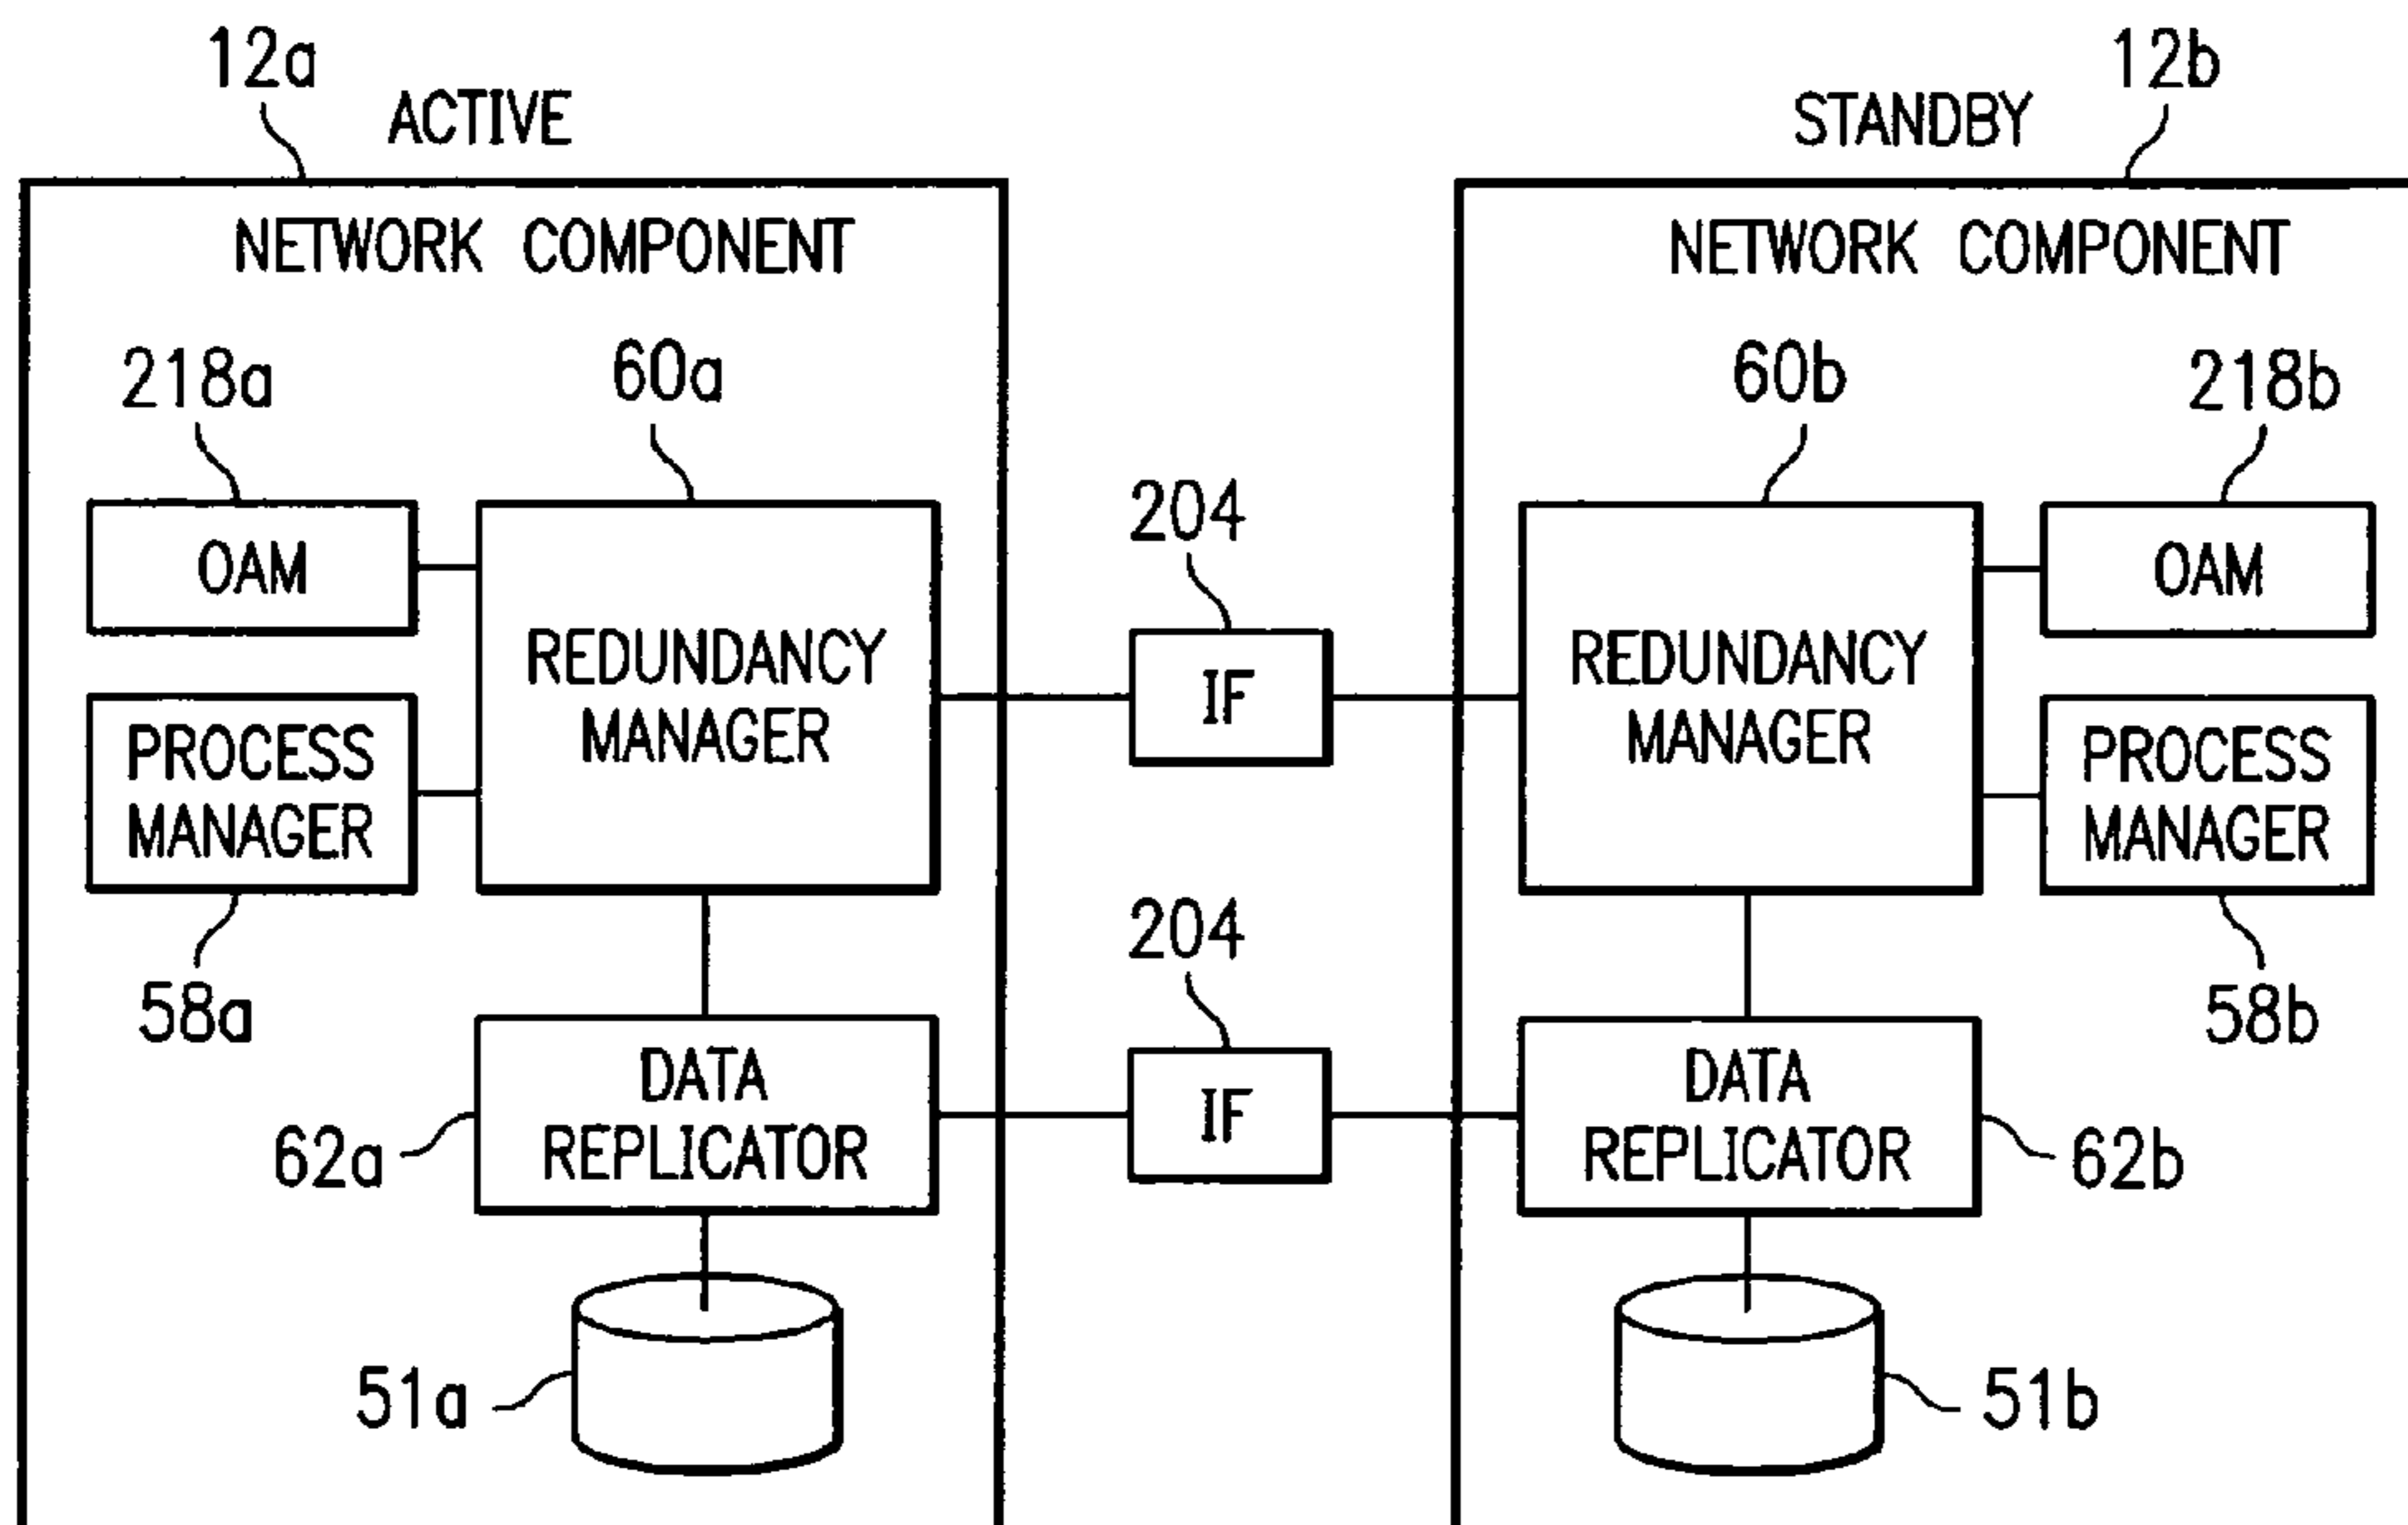 12a
ACTIVE
12b
STANDBY
NETWORK COMPONENT
NETWORK COMPONENT
218a
60a
60b
218b
204
OAM
REDUNDANCY
MANAGER
IF
REDUNDANCY
MANAGER
OAM
PROCESS
MANAGER
PROCESS
MANAGER
58a
204
58b
DATA
REPLICATOR
IF
DATA
REPLICATOR
62a
62b
51a
51b